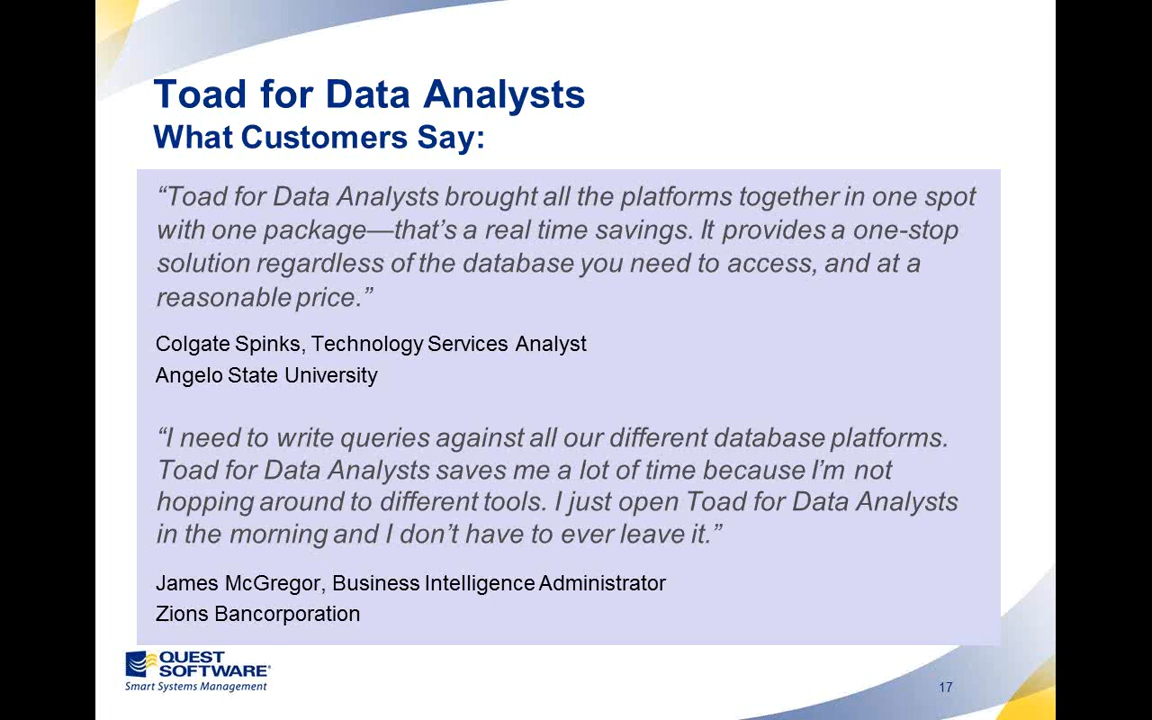 Toad for Data Analysts
What Customers Say:
“Toad for Data Analysts brought all the platforms together in one spot
with one package—that’s a real time savings. It provides a one-stop
solution regardless of the database you need to access, and at a
reasonable price.”
Colgate Spinks, Technology Services Analyst
Angelo State University
“I need to write queries against all our different database platforms.
Toad for Data Analysts saves me a lot of time because I’m not
hopping around to different tools. I just open Toad for Data Analysts
in the morning and I don’t have to ever leave it.”
James McGregor, Business Intelligence Administrator
Zions Bancorporation
QUEST
SOFTWARE®
Smart Systems Management
17